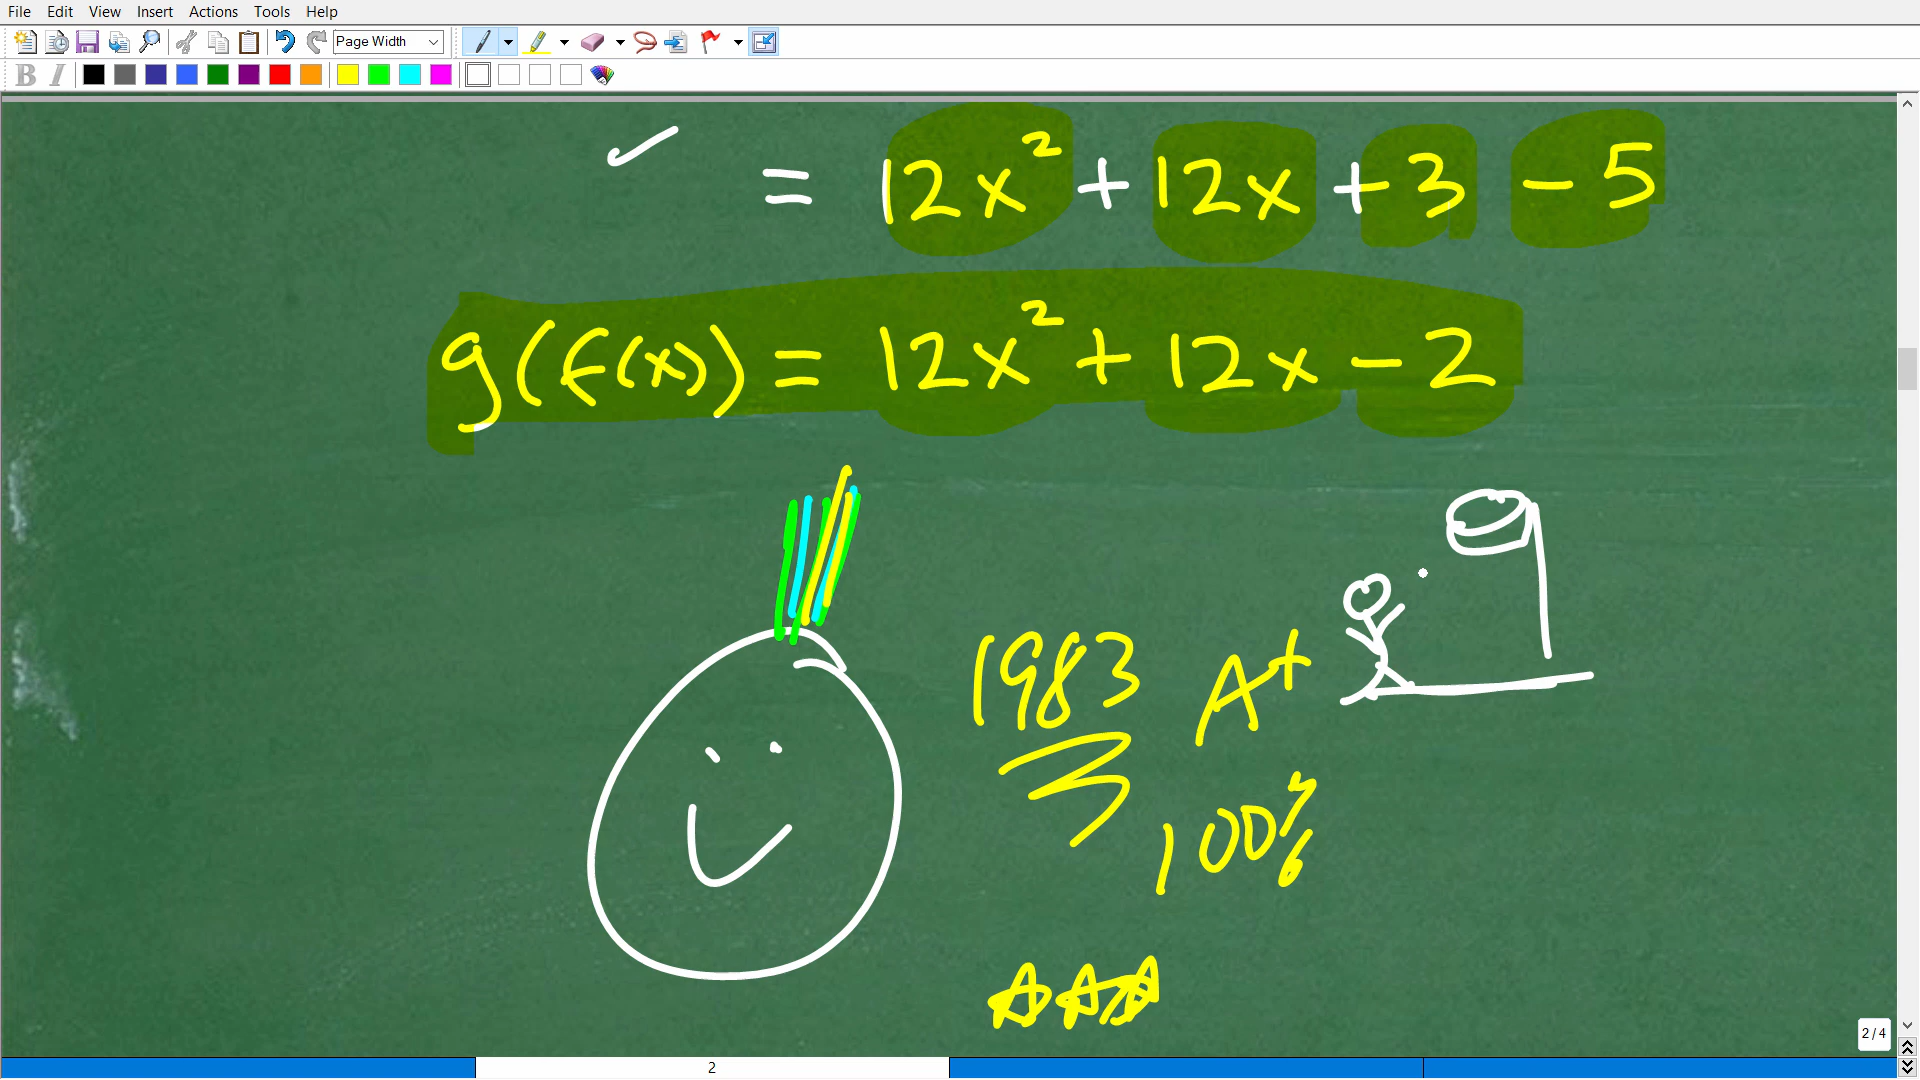 File Edit View Insert Actions Tools Help
Page Width
B I
= 12x² + 12x + 3 - 5
g(f(x)) = 12x² + 12x - 2
1983 A+
100%
2 / 4
2